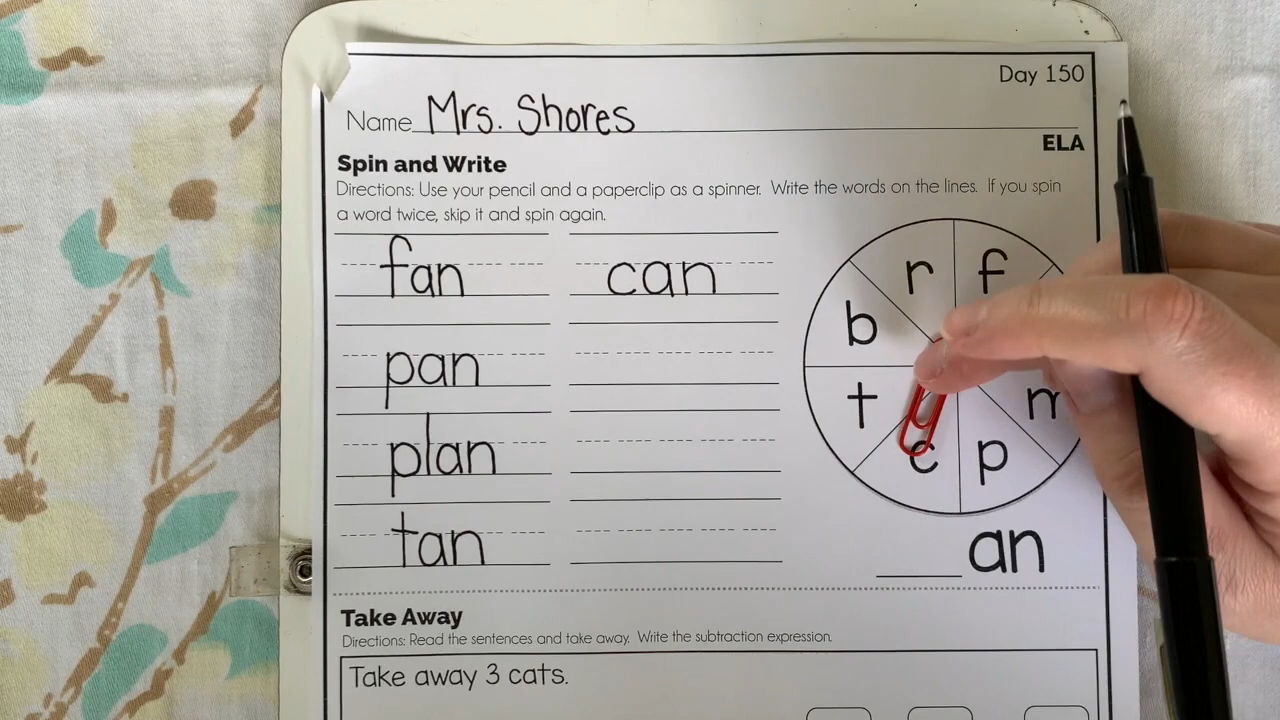 Day 150
Name Mrs. Shores
ELA
Spin and Write
Directions: Use your pencil and a paperclip as a spinner. Write the words on the lines. If you spin
a word twice, skip it and spin again.
fan can
pan
plan
tan
r f
b
t m
c p
an
Take Away
Directions: Read the sentences and take away. Write the subtraction expression.
Take away 3 cats.